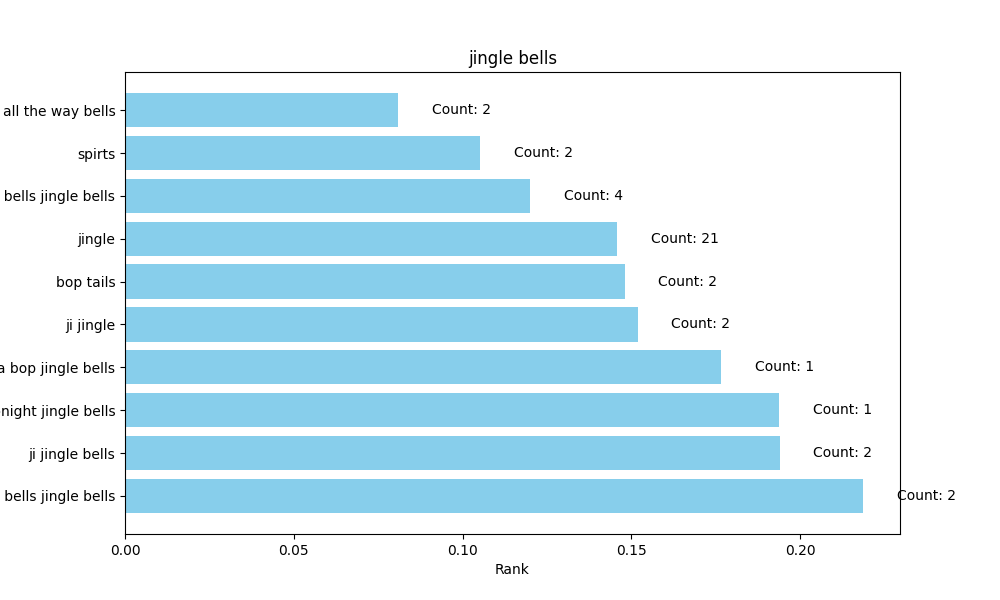 jingle bells
all the way bells
Count: 2
spirts
Count: 2
bells jingle bells
Count: 4
jingle
Count: 21
bop tails
Count: 2
ji jingle
Count: 2
a bop jingle bells
Count: 1
night jingle bells
Count: 1
ji jingle bells
Count: 2
bells jingle bells
Count: 2
0.00
0.05
0.10
0.15
0.20
Rank